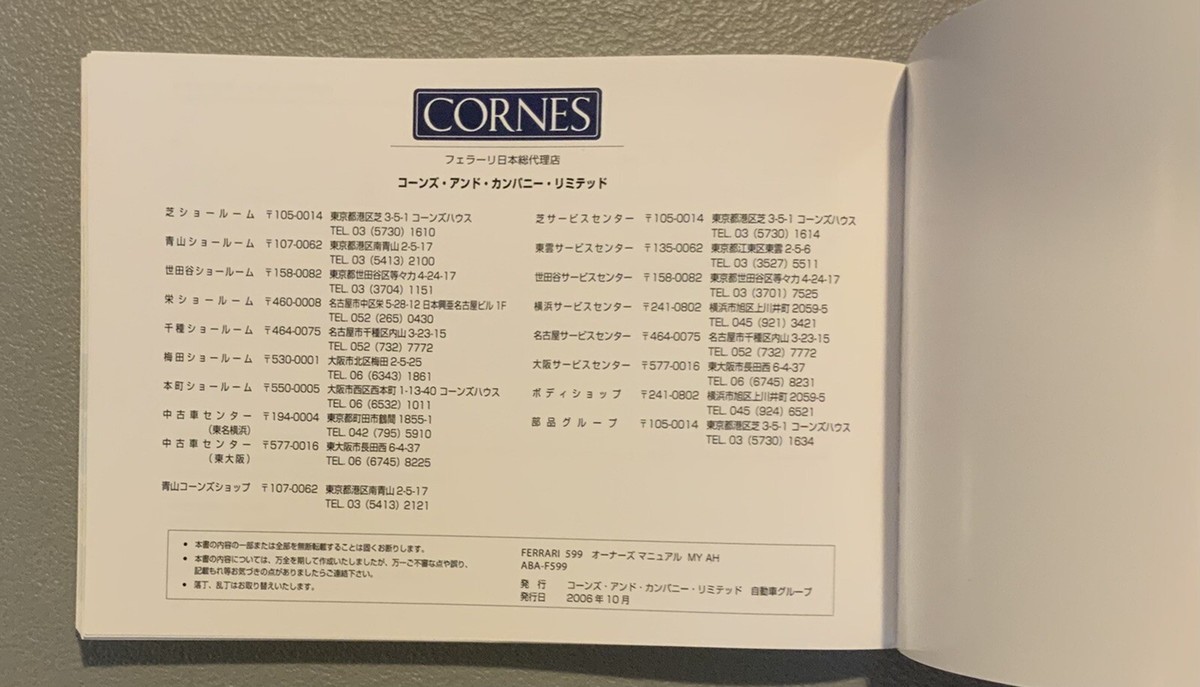 CORNES
フェラーリ日本総代理店
コーンズ・アンド・カンパニー・リミテッド
芝ショールーム 〒105-0014 東京都港区芝3-5-1 コーンズハウス
TEL. 03 (5730) 1610
青山ショールーム 〒107-0062 東京都港区南青山2-5-17
TEL. 03 (5413) 2100
世田谷ショールーム 〒158-0082 東京都世田谷区等々力4-24-17
TEL. 03 (3704) 1151
栄ショールーム 〒460-0008 名古屋市中区栄5-28-12 日本興亜名古屋ビル 1F
TEL. 052 (265) 0430
千種ショールーム 〒464-0075 名古屋市千種区内山3-23-15
TEL. 052 (732) 7772
梅田ショールーム 〒530-0001 大阪市北区梅田2-5-25
TEL. 06 (6343) 1861
本町ショールーム 〒550-0005 大阪市西区西本町1-13-40 コーンズハウス
TEL. 06 (6532) 1011
中古車センター 〒194-0004 東京都町田市鶴間1855-1
(東名横浜) TEL. 042 (795) 5910
中古車センター 〒577-0016 東大阪市長田西6-4-37
(東大阪) TEL. 06 (6745) 8225
青山コーンズショップ 〒107-0062 東京都港区南青山2-5-17
TEL. 03 (5413) 2121
芝サービスセンター 〒105-0014 東京都港区芝3-5-1 コーンズハウス
TEL. 03 (5730) 1614
東雲サービスセンター 〒135-0062 東京都江東区東雲2-5-6
TEL. 03 (3527) 5511
世田谷サービスセンター 〒158-0082 東京都世田谷区等々力4-24-17
TEL. 03 (3701) 7525
横浜サービスセンター 〒241-0802 横浜市旭区上川井町2059-5
TEL. 045 (921) 3421
名古屋サービスセンター 〒464-0075 名古屋市千種区内山3-23-15
TEL. 052 (732) 7772
大阪サービスセンター 〒577-0016 東大阪市長田西6-4-37
TEL. 06 (6745) 8231
ボディショップ 〒241-0802 横浜市旭区上川井町2059-5
TEL. 045 (924) 6521
部品グループ 〒105-0014 東京都港区芝3-5-1 コーンズハウス
TEL. 03 (5730) 1634
● 本書の内容の一部または全部を無断転載することは固くお断りします。
● 本書の内容については、万全を期して作成いたしましたが、万一ご不審な点や誤り、
記載もれ等お気づきの点がありましたらご連絡下さい。
● 落丁、乱丁はお取り替えいたします。
FERRARI 599 オーナーズ マニュアル MY AH
ABA-F599
発行 コーンズ・アンド・カンパニー・リミテッド 自動車グループ
発行日 2006年10月